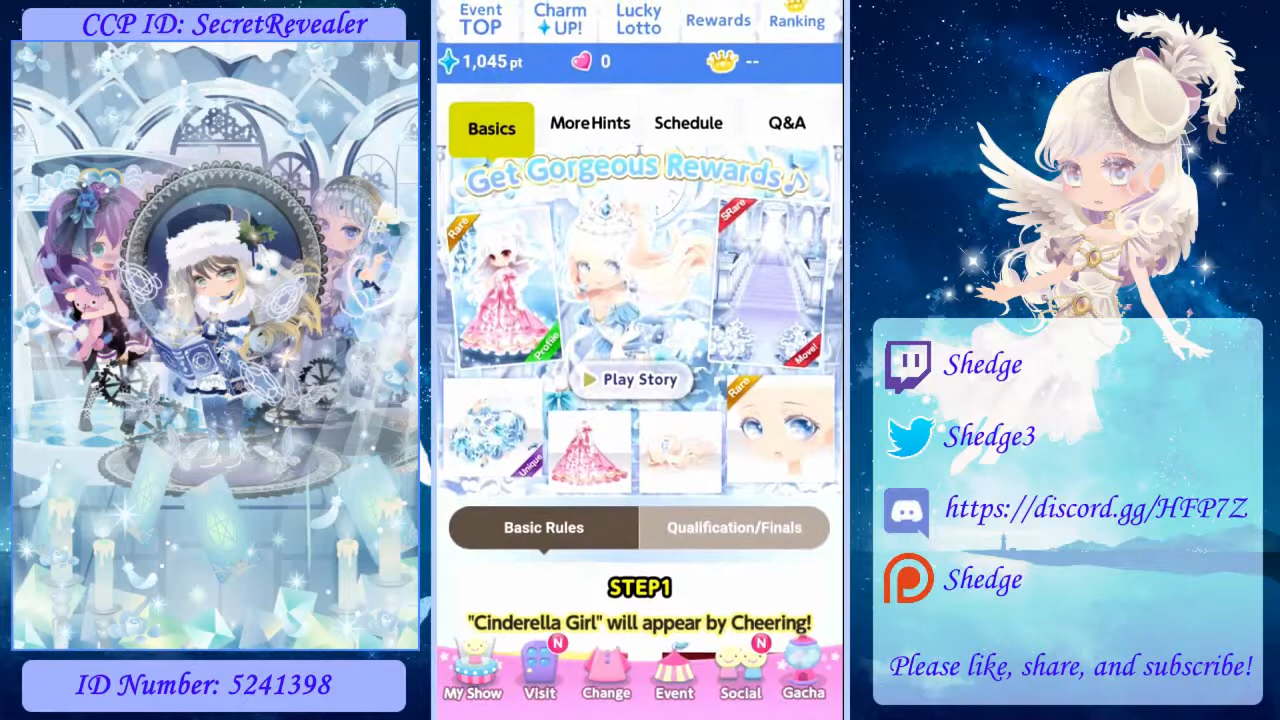 CCP ID: SecretRevealer
ID Number: 5241398
Event
TOP
Charm
UP!
Lucky
Lotto
Rewards
Ranking
1,045 pt
0
--
Basics
More Hints
Schedule
Q&A
Get Gorgeous Rewards♪
Rare
SRare
Profile
Move!
Play Story
Rare
Unique
Basic Rules
Qualification/Finals
STEP1
"Cinderella Girl" will appear by Cheering!
N
N
My Show
Visit
Change
Event
Social
Gacha
Shedge
Shedge3
https://discord.gg/HFP7Z
Shedge
Please like, share, and subscribe!